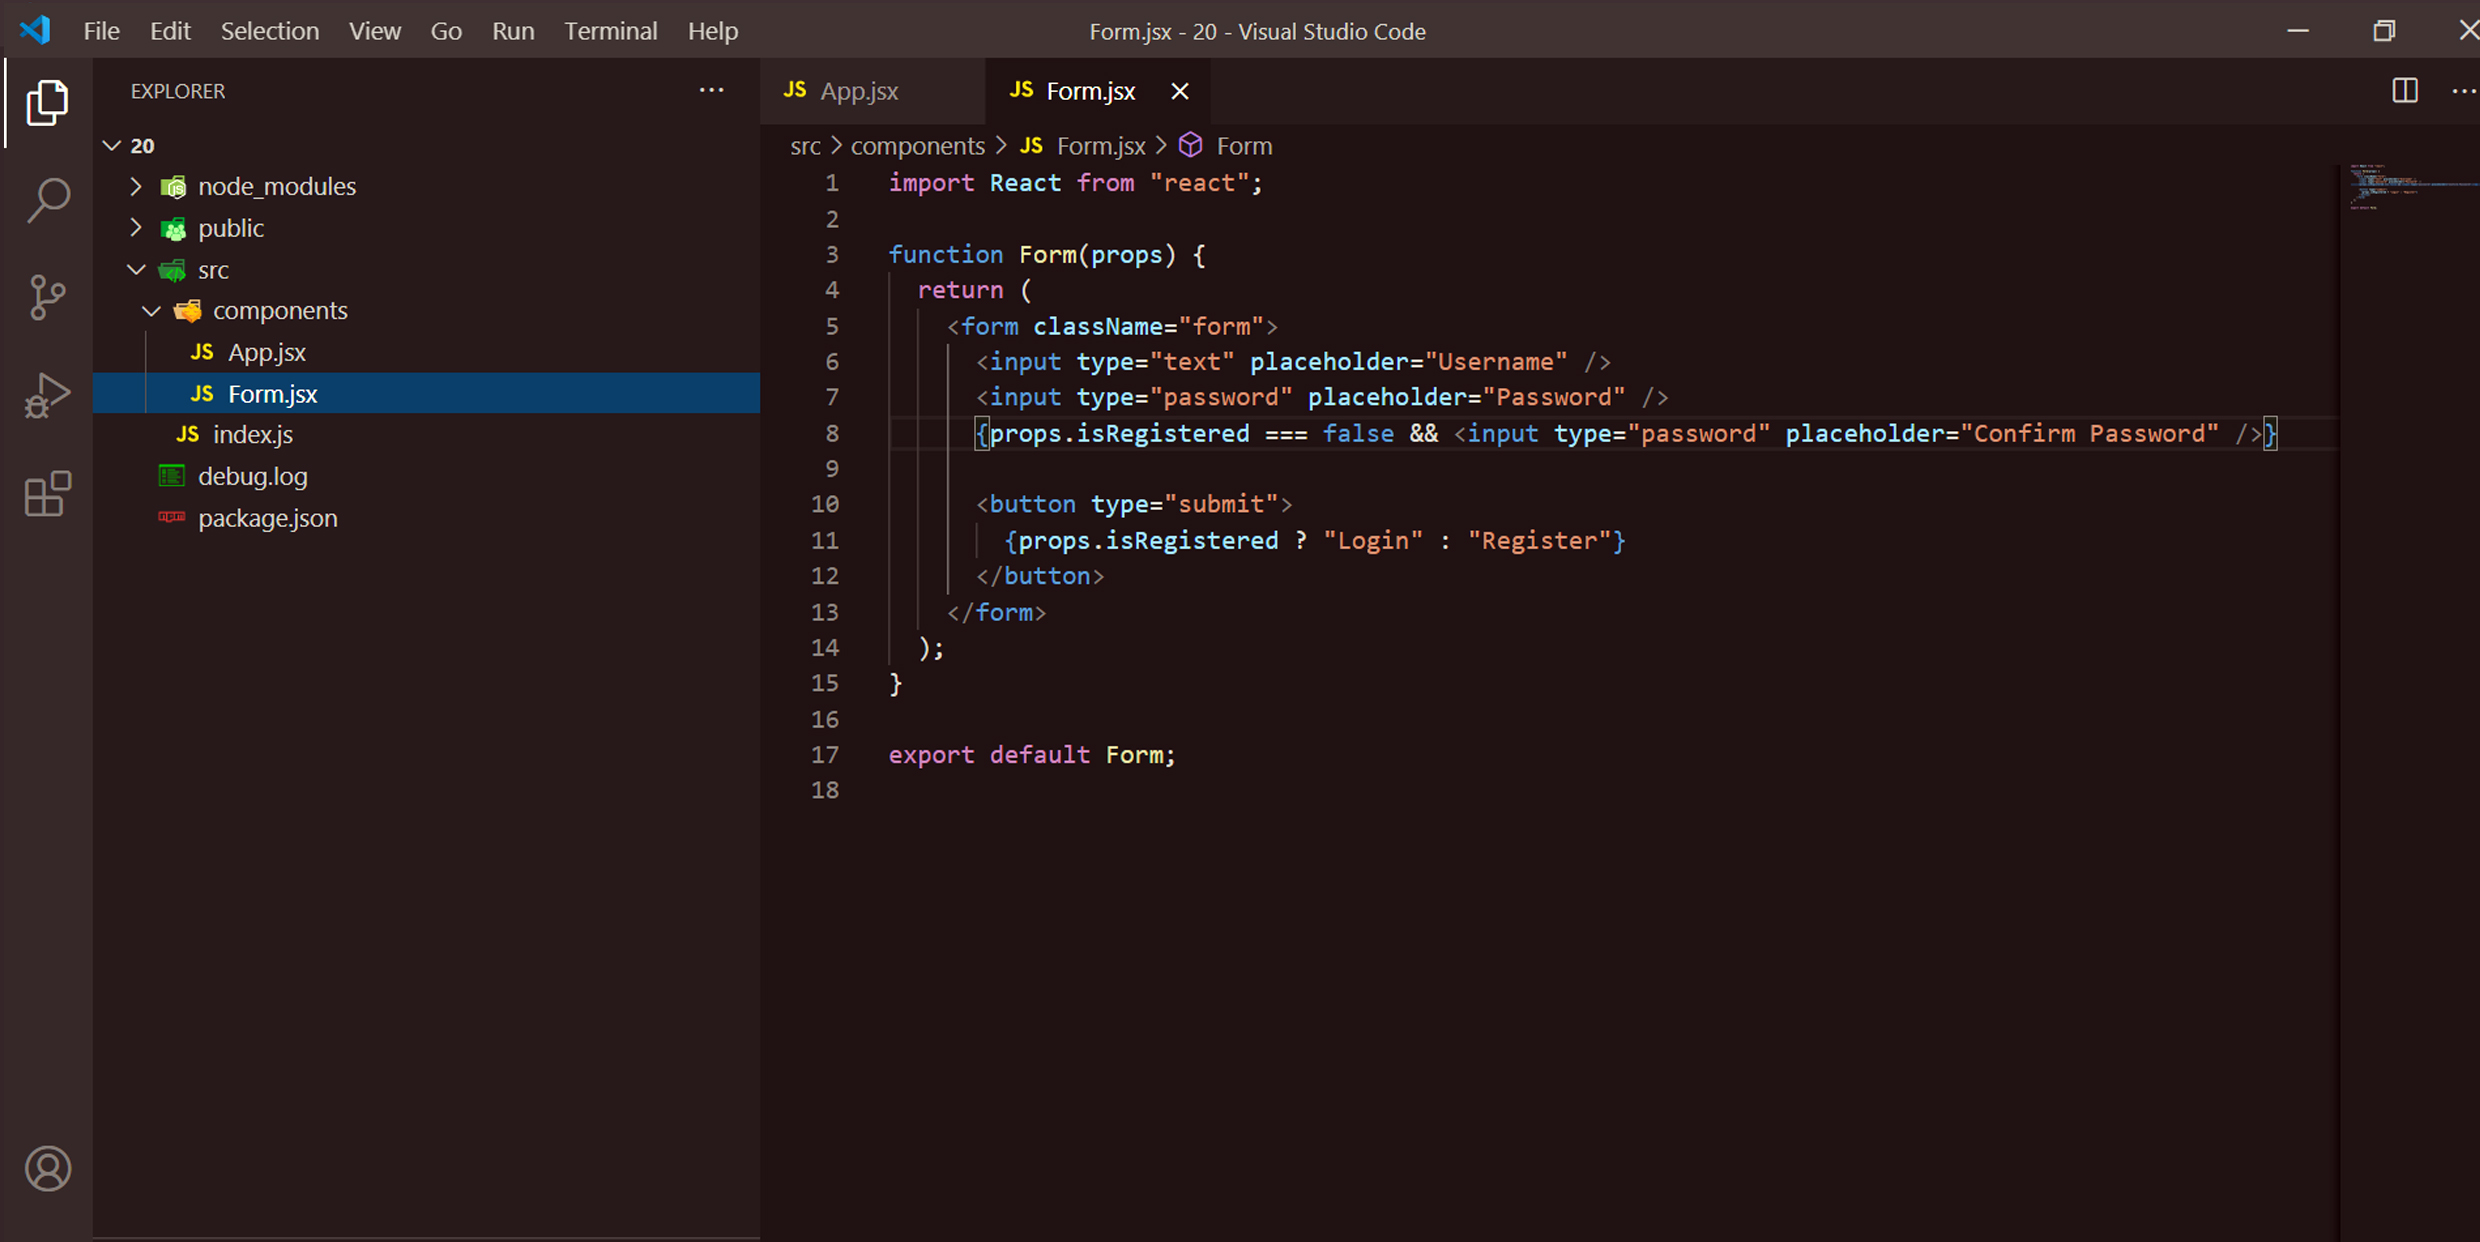 File Edit Selection View Go Run Terminal Help
Form.jsx - 20 - Visual Studio Code
EXPLORER
20
node_modules
public
src
components
JS App.jsx
JS Form.jsx
JS index.js
debug.log
package.json
JS App.jsx
JS Form.jsx
src > components > JS Form.jsx > Form
1 import React from "react";
2
3 function Form(props) {
4 return (
5 <form className="form">
6 <input type="text" placeholder="Username" />
7 <input type="password" placeholder="Password" />
8 {props.isRegistered === false && <input type="password" placeholder="Confirm Password" />}
9
10 <button type="submit">
11 {props.isRegistered ? "Login" : "Register"}
12 </button>
13 </form>
14 );
15 }
16
17 export default Form;
18